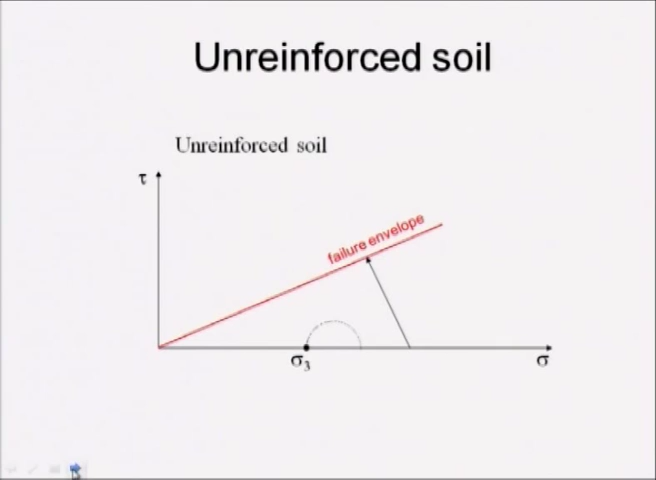 Unreinforced soil
Unreinforced soil
τ
failure envelope
σ₃
σ